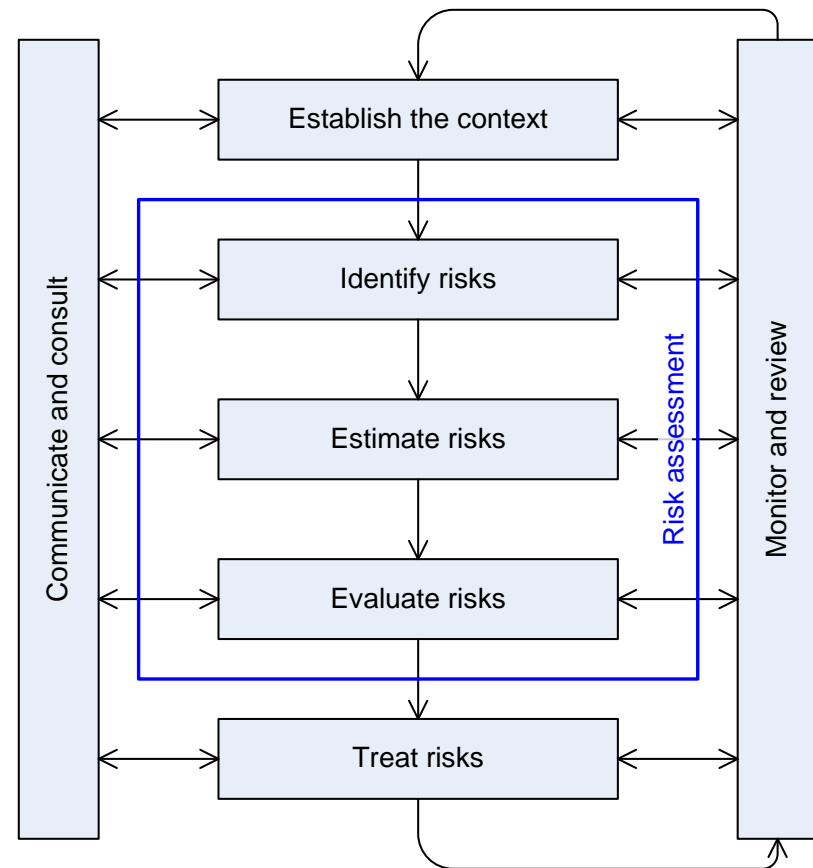 Establish the context
Identify risks
Estimate risks
Evaluate risks
Treat risks
Communicate and consult
Risk assessment
Monitor and review